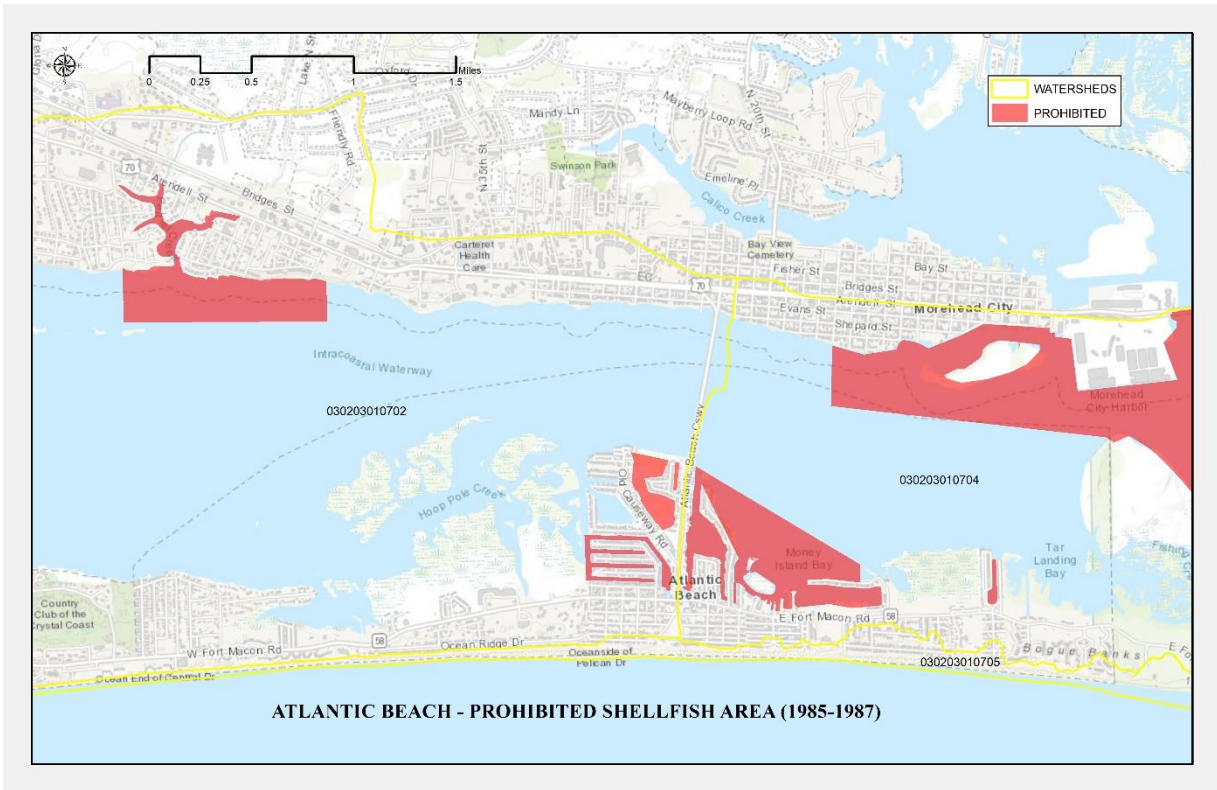 Oxford Dr
Lake N St
Miles
0 0.25 0.5 1 1.5
WATERSHEDS
PROHIBITED
Mayberry Loop Rd
N 20th St
Mandy Ln
Friendly Rd
N 35th St
Swinson Park
Emeline Pl
70
Arendell St
Bridges St
Calico Creek
Carteret
Health
Care
Bay View
Cemetery
Fisher St
Bay St
70
Bridges St
Arendell St
Evans St
Morehead City
Shepard St
Intracoastal Waterway
Morehead
City Harbor
030203010702
Atlantic Beach Cswy
030203010704
Hoop Pole Creek
Old Causeway Rd
Money
Island Bay
Tar
Landing
Bay
Atlantic
Beach
Country
Club of the
Crystal Coast
E Fort Macon Rd
58
58
W Fort Macon Rd
Ocean Ridge Dr
Oceanside of
Pelican Dr
Bogue Banks
030203010705
Ocean End of Central Dr
ATLANTIC BEACH - PROHIBITED SHELLFISH AREA (1985-1987)